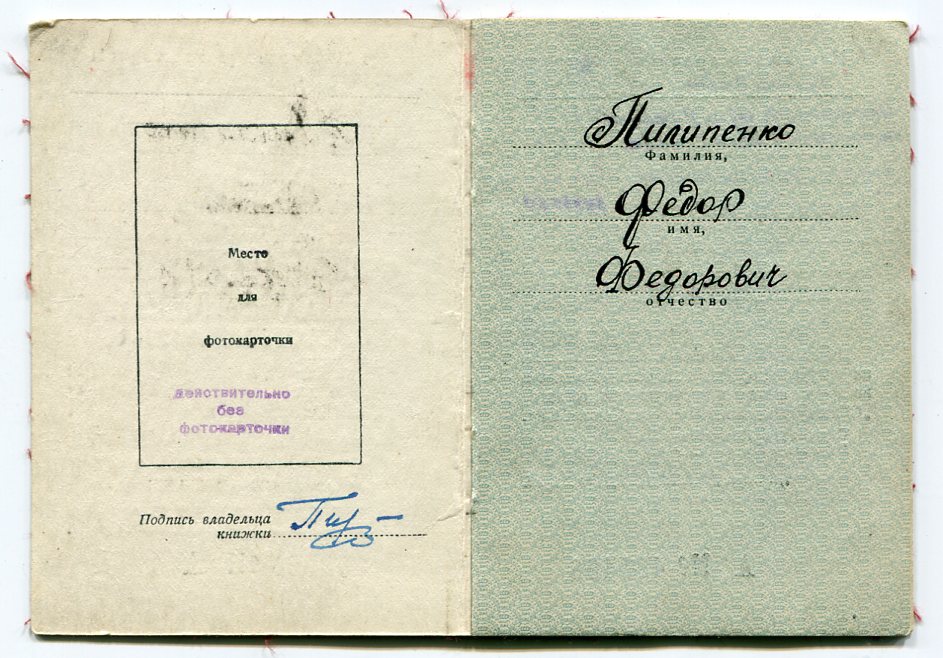 Место
для
фотокарточки
действительно
без
фотокарточки
Подпись владельца
книжки
Пилипенко
Фамилия,
Федор
имя,
Федорович
отчество